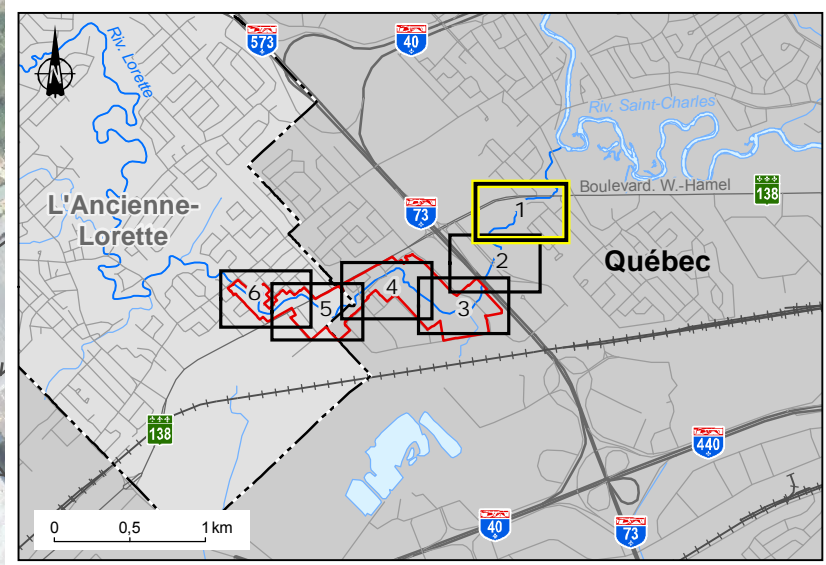 573
40
Riv. Lorette
Riv. Saint-Charles
Boulevard. W.-Hamel
138
L'Ancienne-
Lorette
73
1
Québec
2
6
5
4
3
138
440
40
73
0
0,5
1 km